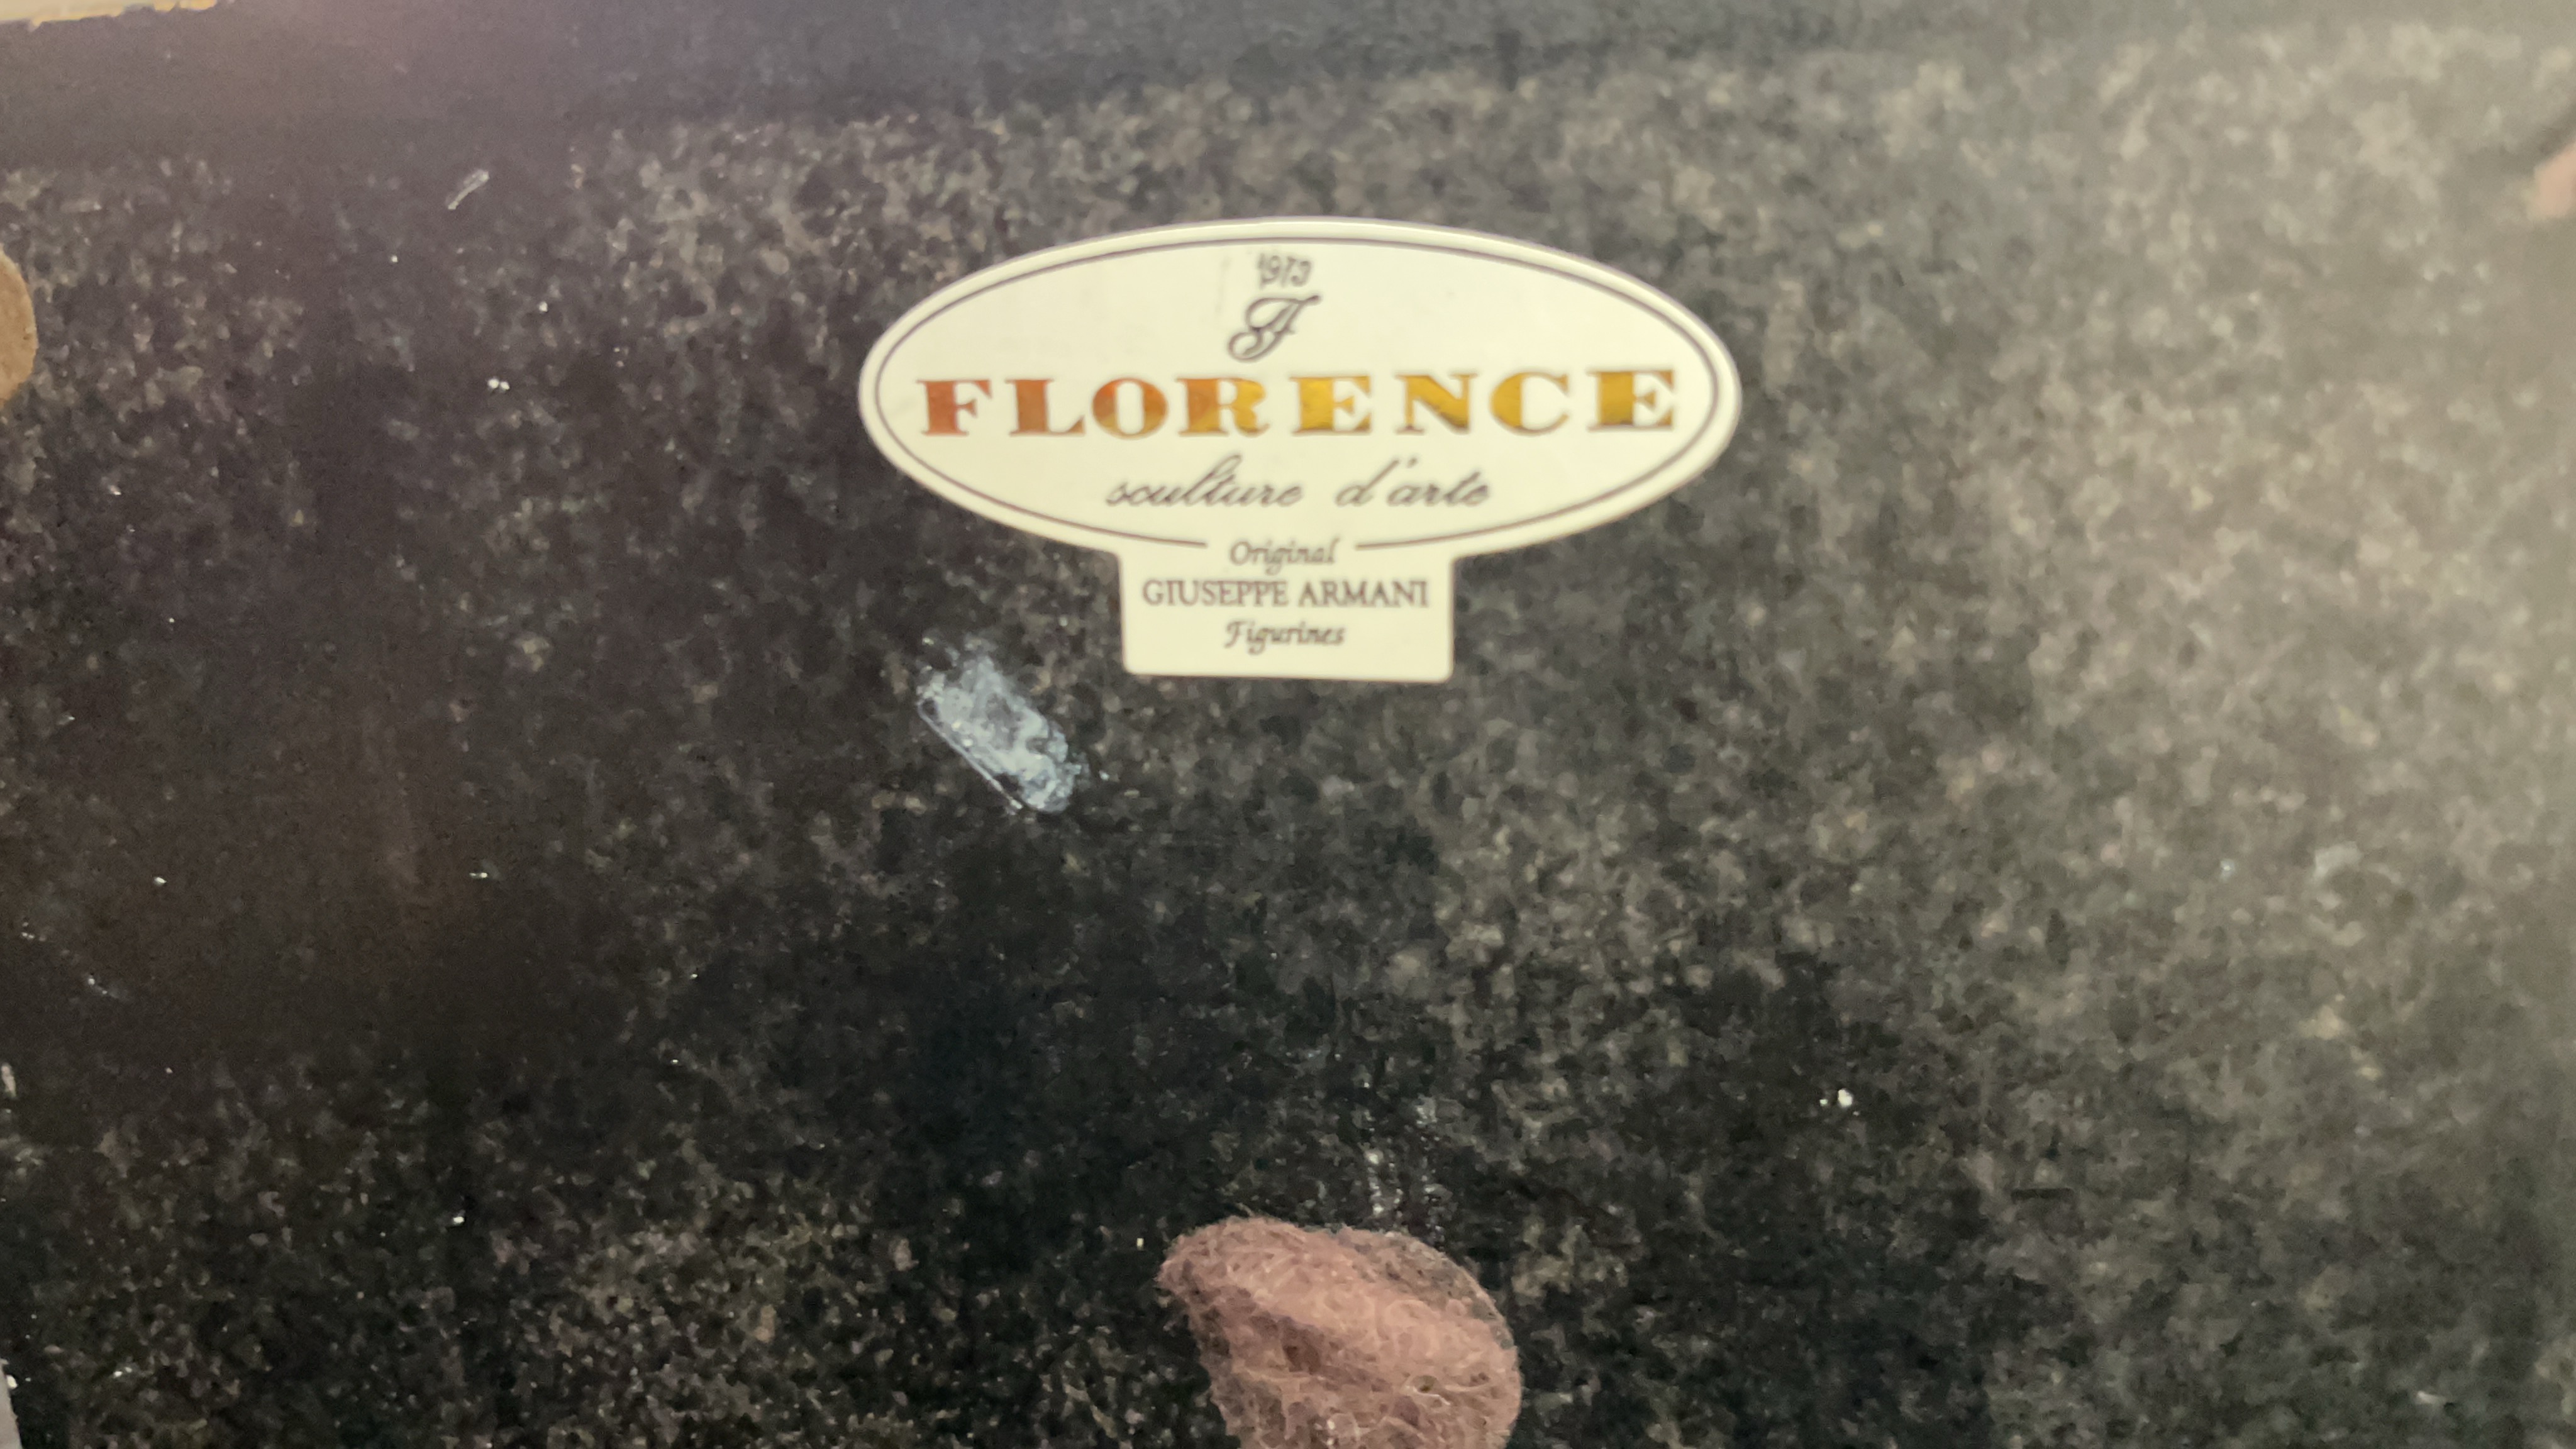 1973
F
FLORENCE
sculture d'arte
Original
GIUSEPPE ARMANI
Figurines